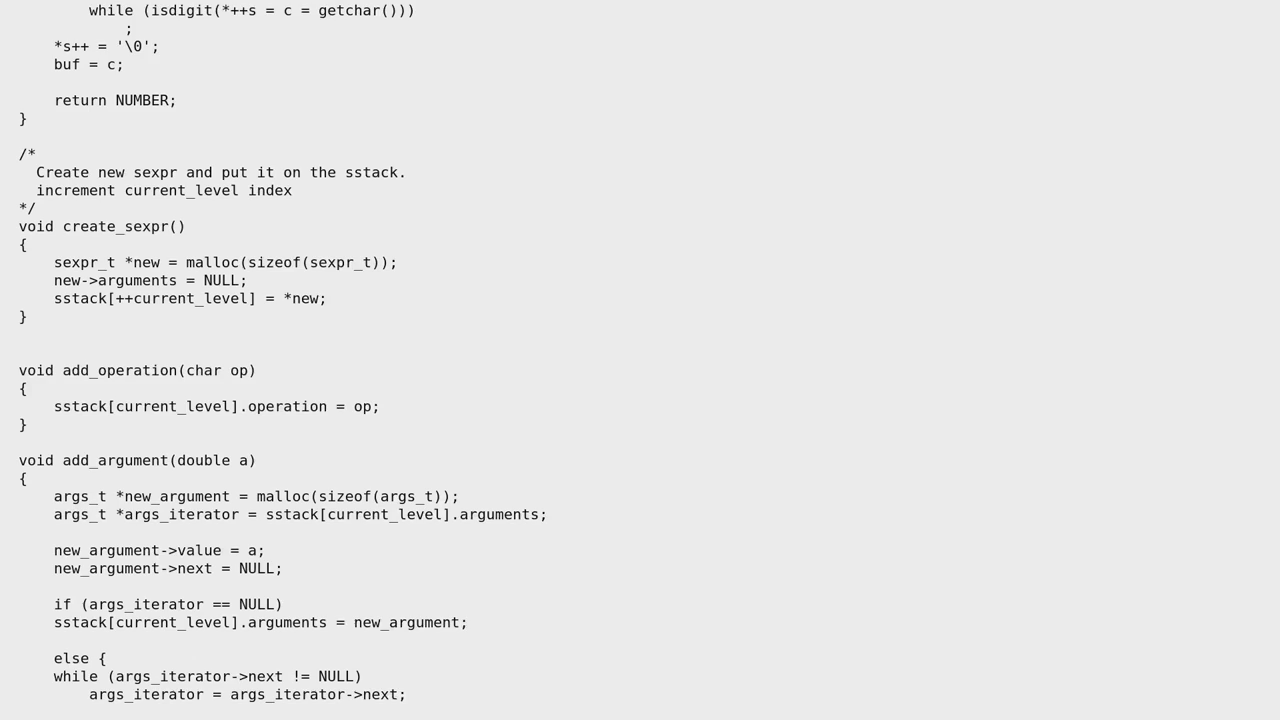 while (isdigit(*++s = c = getchar()))
            ;
    *s++ = '\0';
    buf = c;

    return NUMBER;
}

/*
  Create new sexpr and put it on the sstack.
  increment current_level index
*/
void create_sexpr()
{
    sexpr_t *new = malloc(sizeof(sexpr_t));
    new->arguments = NULL;
    sstack[++current_level] = *new;
}


void add_operation(char op)
{
    sstack[current_level].operation = op;
}

void add_argument(double a)
{
    args_t *new_argument = malloc(sizeof(args_t));
    args_t *args_iterator = sstack[current_level].arguments;

    new_argument->value = a;
    new_argument->next = NULL;

    if (args_iterator == NULL)
    sstack[current_level].arguments = new_argument;

    else {
    while (args_iterator->next != NULL)
        args_iterator = args_iterator->next;